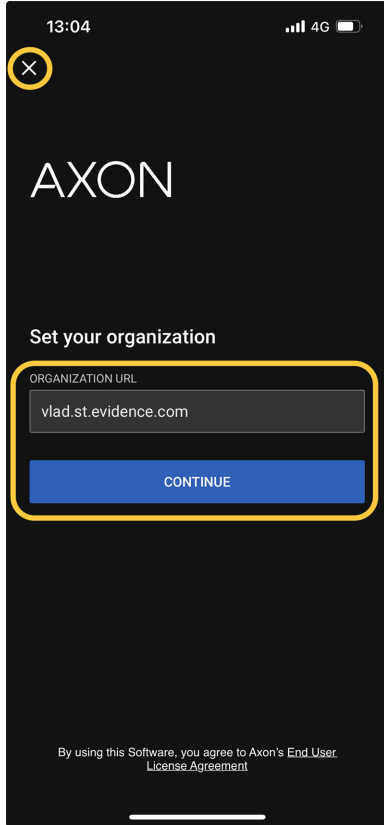 13:04 4G
AXON
Set your organization
ORGANIZATION URL
vlad.st.evidence.com
CONTINUE
By using this Software, you agree to Axon's End User
License Agreement